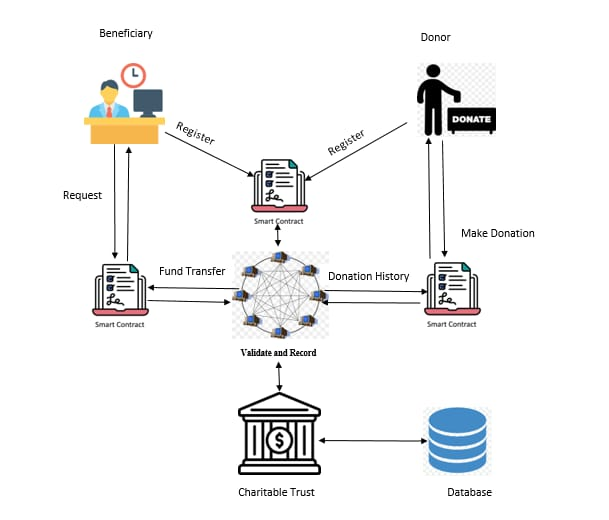 Beneficiary
Donor
DONATE
Register
Register
Request
Smart Contract
Make Donation
Fund Transfer
Donation History
Smart Contract
Smart Contract
Validate and Record
$
Charitable Trust
Database